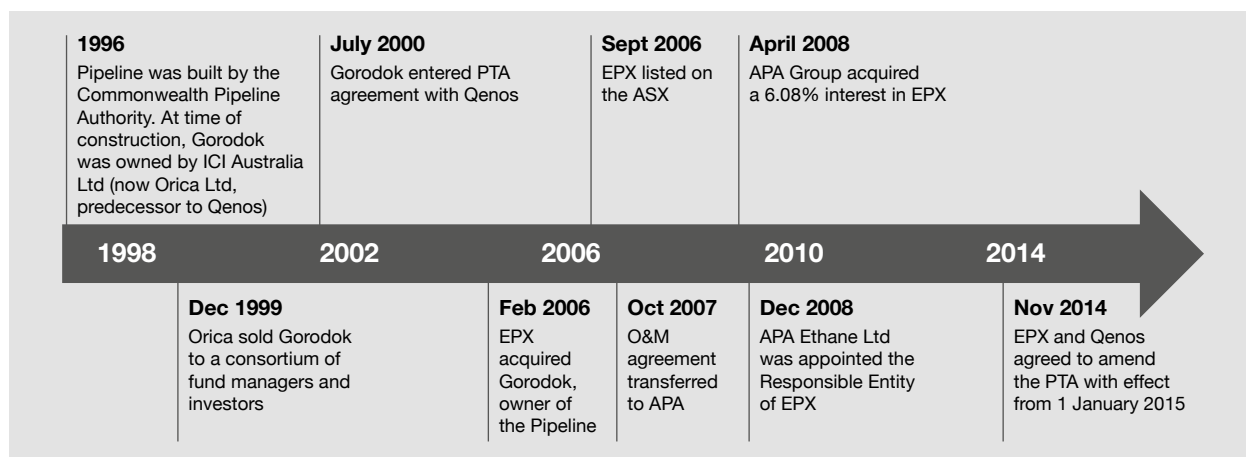 1996
Pipeline was built by the
Commonwealth Pipeline
Authority. At time of
construction, Gorodok
was owned by ICI Australia
Ltd (now Orica Ltd,
predecessor to Qenos)
July 2000
Gorodok entered PTA
agreement with Qenos
Sept 2006
EPX listed on
the ASX
April 2008
APA Group acquired
a 6.08% interest in EPX
1998
2002
2006
2010
2014
Dec 1999
Orica sold Gorodok
to a consortium of
fund managers and
investors
Feb 2006
EPX
acquired
Gorodok,
owner of
the Pipeline
Oct 2007
O&M
agreement
transferred
to APA
Dec 2008
APA Ethane Ltd
was appointed the
Responsible Entity
of EPX
Nov 2014
EPX and Qenos
agreed to amend
the PTA with effect
from 1 January 2015